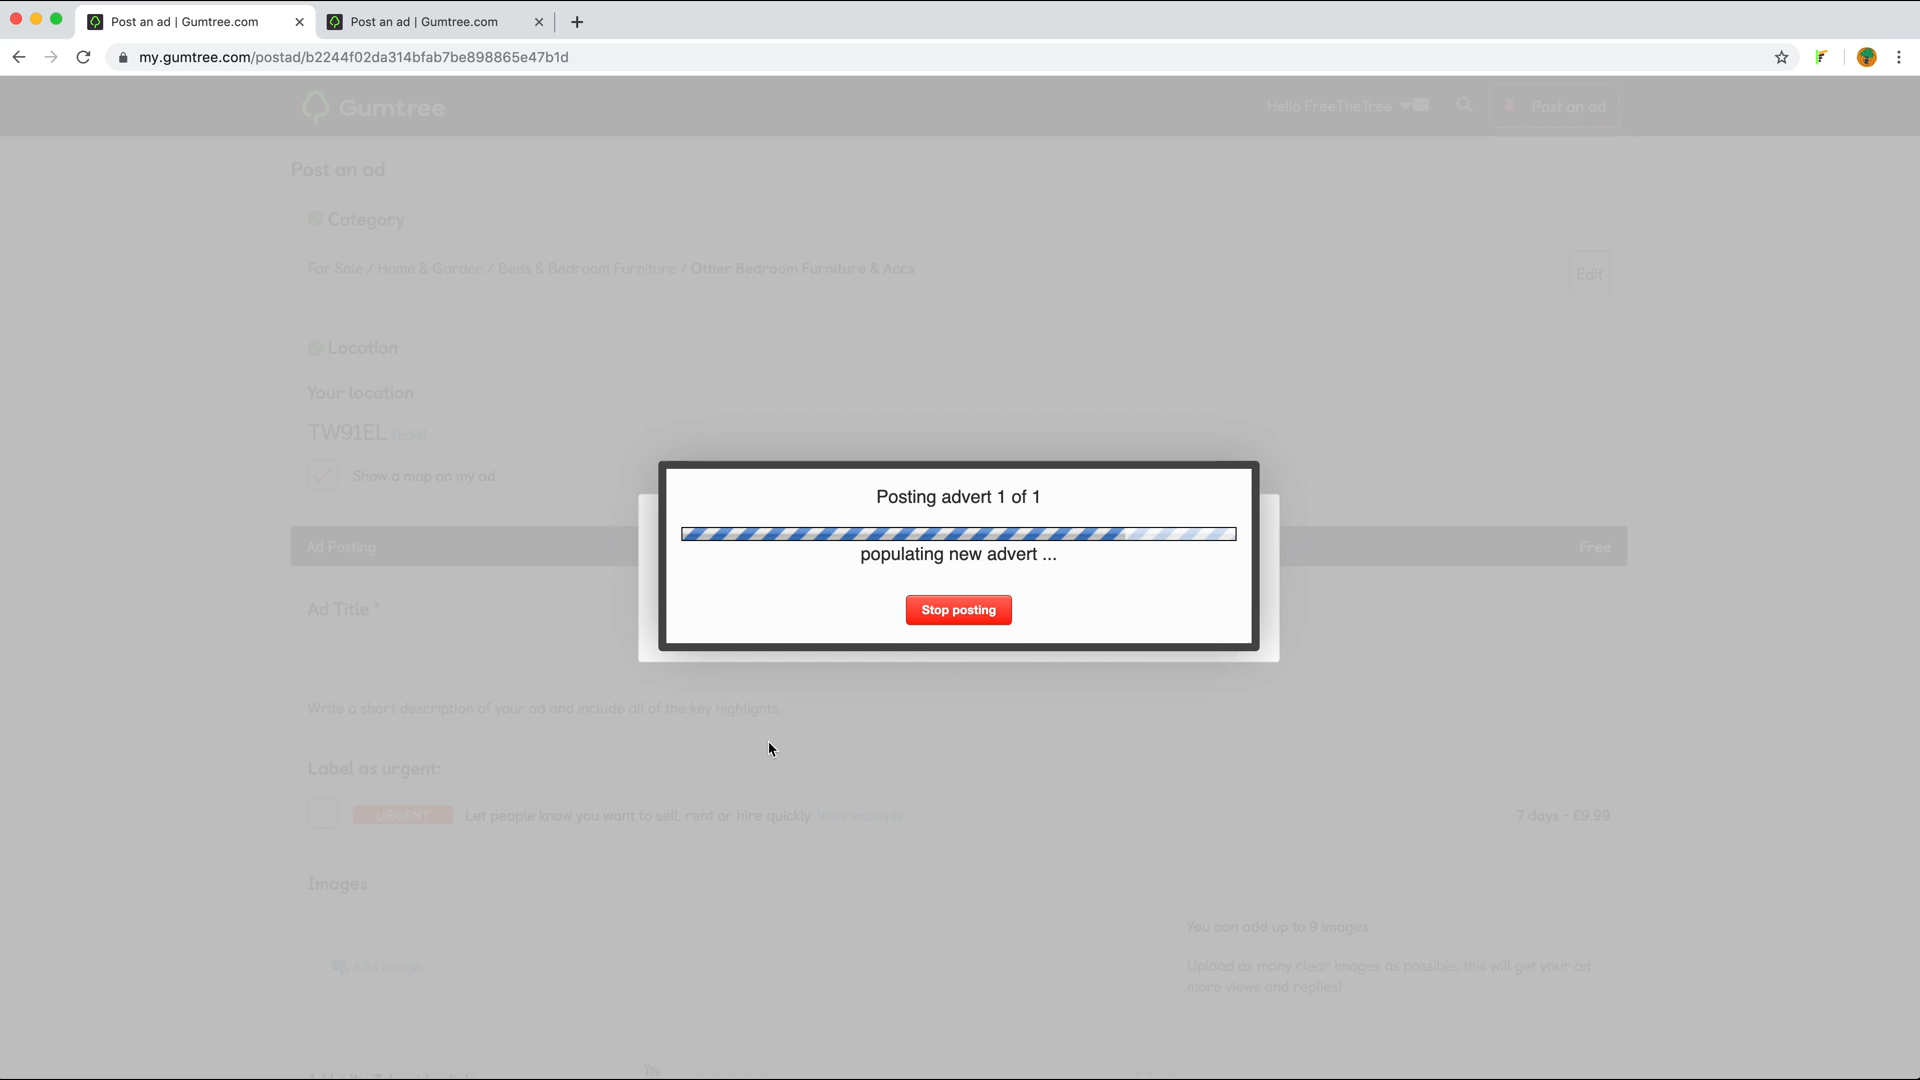 Post an ad | Gumtree.com
Post an ad | Gumtree.com
my.gumtree.com/postad/b2244f02da314bfab7be898865e47b1d
Gumtree
Hello FreeTheTree
Post an ad
Post an ad
Category
For Sale / Home & Garden / Beds & Bedroom Furniture / Other Bedroom Furniture & Accs
Edit
Location
Your location
TW91EL (Edit)
Show a map on my ad
Posting advert 1 of 1
populating new advert ...
Stop posting
Ad Posting
Free
Ad Title *
Write a short description of your ad and include all of the key highlights.
Label as urgent:
URGENT
Let people know you want to sell, rent or hire quickly. View example
7 days - £9.99
Images
Add image
You can add up to 9 images
Upload as many clear images as possible; this will get your ad
more views and replies!
You